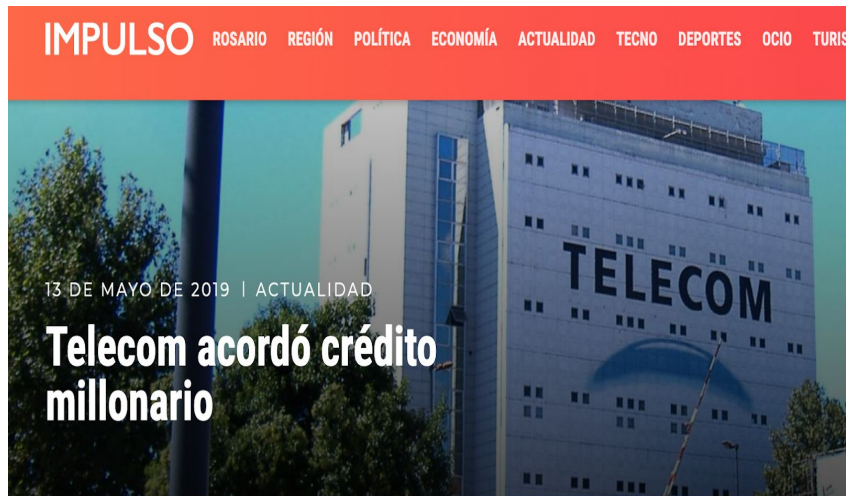 IMPULSO ROSARIO REGIÓN POLÍTICA ECONOMÍA ACTUALIDAD TECNO DEPORTES OCIO
TELECOM
13 DE MAYO DE 2019 | ACTUALIDAD
Telecom acordó crédito
millonario